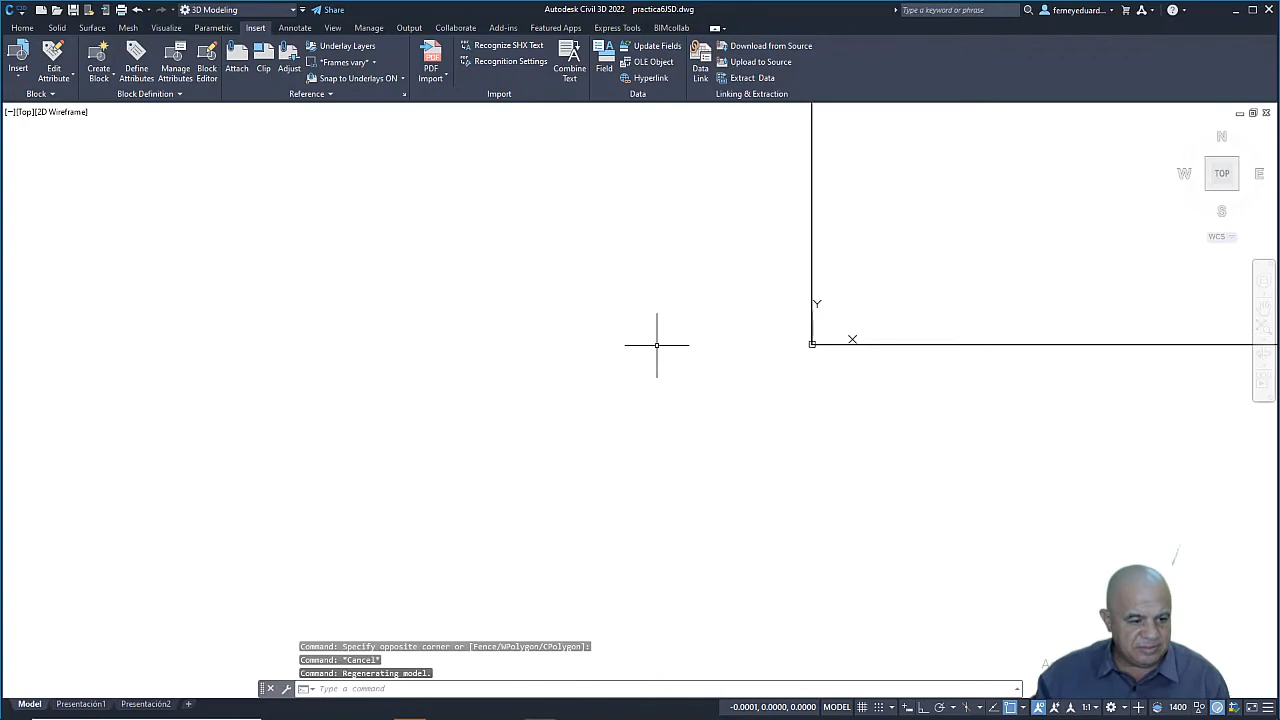 3D Modeling
Share
Autodesk Civil 3D 2022 practica6JSD.dwg
Type a keyword or phrase
ferneyeduard...
Home Solid Surface Mesh Visualize Parametric Insert Annotate View Manage Output Collaborate Add-ins Featured Apps Express Tools BIMcollab
Insert
Edit
Attribute
Block
Create
Block
Define
Attributes
Manage
Attributes
Block
Editor
Block Definition
Attach
Clip
Adjust
Underlay Layers
*Frames vary*
Snap to Underlays ON
Reference
PDF
Import
Recognize SHX Text
Recognition Settings
Combine
Text
Import
Field
Update Fields
OLE Object
Hyperlink
Data
Data
Link
Download from Source
Upload to Source
Extract Data
Linking & Extraction
[−][Top][2D Wireframe]
N
W TOP E
S
WCS
Y
X
Command: Specify opposite corner or [Fence/WPolygon/CPolygon]:
Command: *Cancel*
Command: Regenerating model.
Type a command
Model Presentación1 Presentación2 +
-0.0001, 0.0000, 0.0000 MODEL 1:1 1400